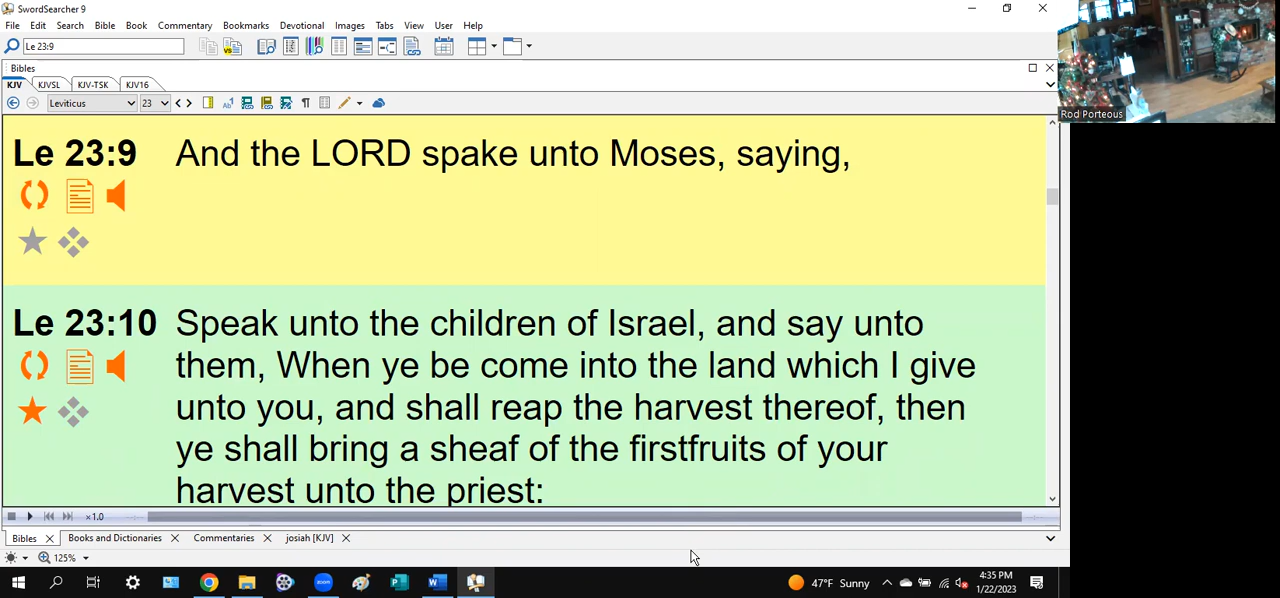 SwordSearcher 9
File Edit Search Bible Book Commentary Bookmarks Devotional Images Tabs View User Help
Le 23:9
Bibles
KJV KJVSL KJV-TSK KJV16
Leviticus 23
Rod Porteous
Le 23:9 And the LORD spake unto Moses, saying,
Le 23:10 Speak unto the children of Israel, and say unto
them, When ye be come into the land which I give
unto you, and shall reap the harvest thereof, then
ye shall bring a sheaf of the firstfruits of your
harvest unto the priest:
×1.0
Bibles Books and Dictionaries Commentaries josiah [KJV]
125%
zoom
47°F Sunny 4:35 PM
1/22/2023